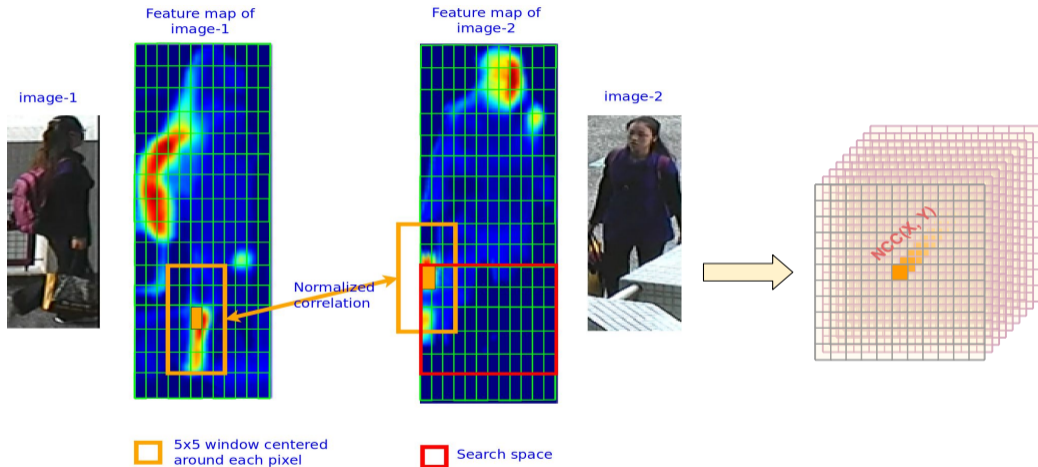 Feature map of
image-1
Feature map of
image-2
image-1
image-2
Normalized
correlation
NCC(X, Y)
5x5 window centered
around each pixel
Search space